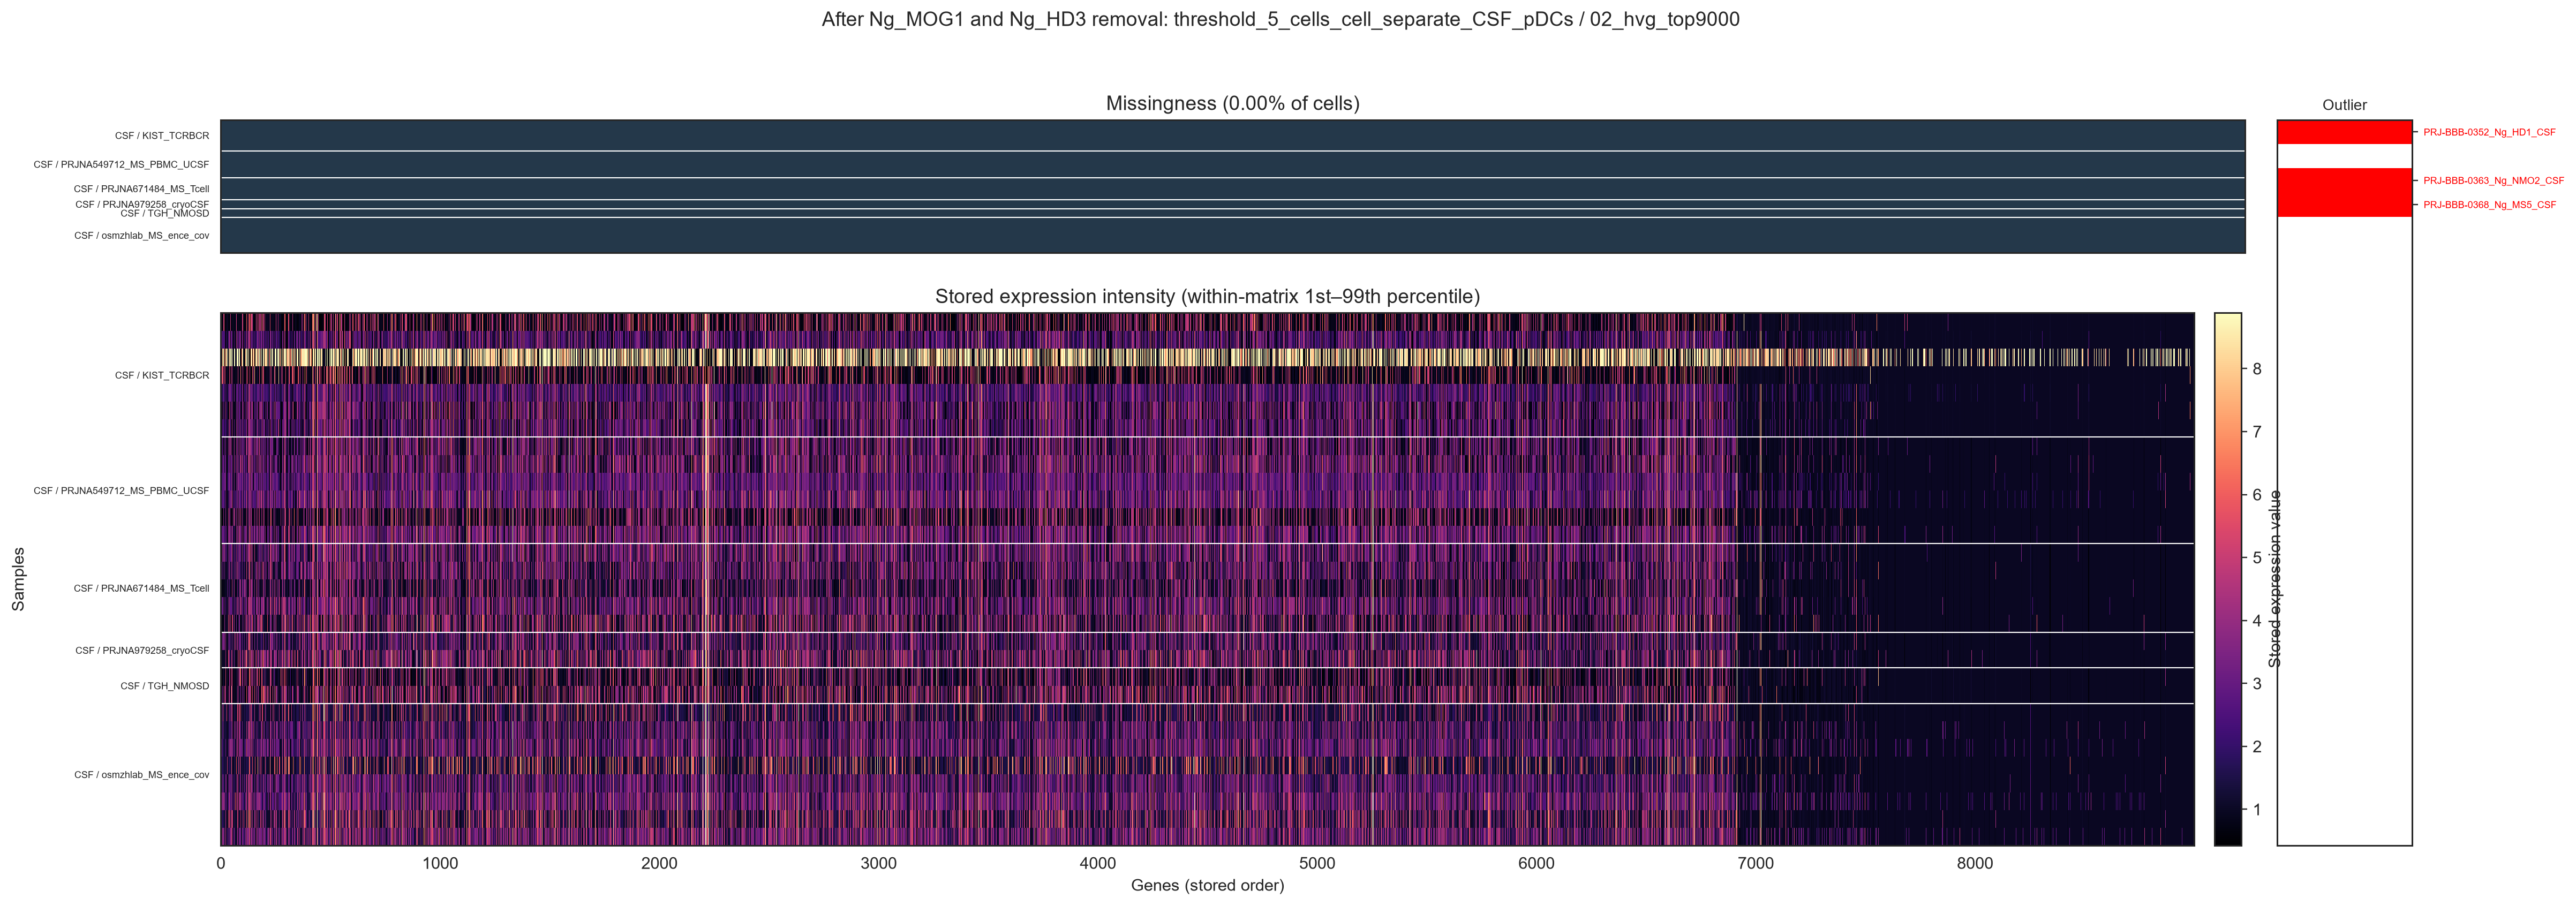 After Ng_MOG1 and Ng_HD3 removal: threshold_5_cells_cell_separate_CSF_pDCs / 02_hvg_top9000
Missingness (0.00% of cells)
Outlier
CSF / KIST_TCRBCR
CSF / PRJNA549712_MS_PBMC_UCSF
CSF / PRJNA671484_MS_Tcell
CSF / PRJNA979258_cryoCSF
CSF / TGH_NMOSD
CSF / osmzhlab_MS_ence_cov
PRJ-BBB-0352_Ng_HD1_CSF
PRJ-BBB-0363_Ng_NMO2_CSF
PRJ-BBB-0368_Ng_MS5_CSF
Stored expression intensity (within-matrix 1st–99th percentile)
Samples
CSF / KIST_TCRBCR
CSF / PRJNA549712_MS_PBMC_UCSF
CSF / PRJNA671484_MS_Tcell
CSF / PRJNA979258_cryoCSF
CSF / TGH_NMOSD
CSF / osmzhlab_MS_ence_cov
8
7
6
5
4
3
2
1
Stored expression value
0 1000 2000 3000 4000 5000 6000 7000 8000
Genes (stored order)